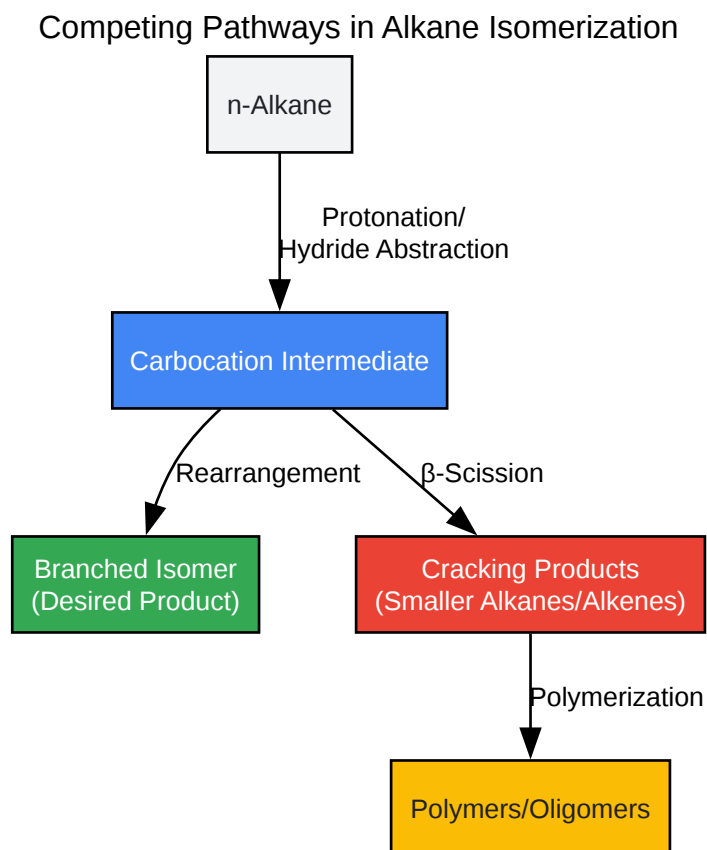 Competing Pathways in Alkane Isomerization
n-Alkane
Protonation/
Hydride Abstraction
Carbocation Intermediate
Rearrangement
β-Scission
Branched Isomer
(Desired Product)
Cracking Products
(Smaller Alkanes/Alkenes)
Polymerization
Polymers/Oligomers